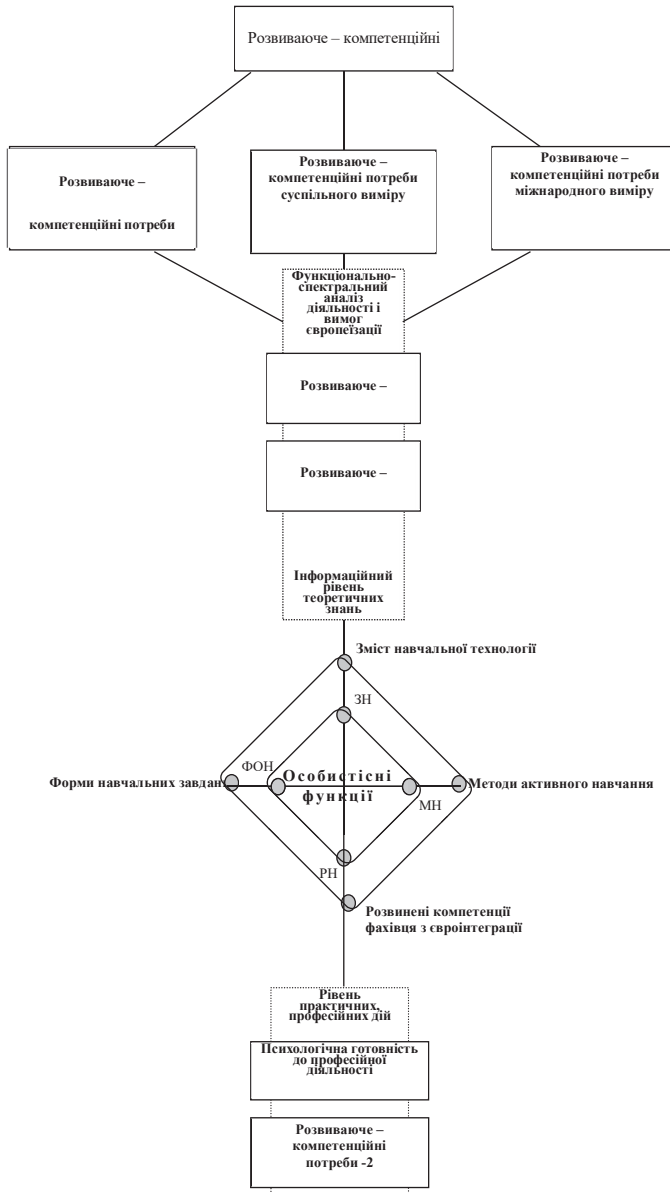 Розвиваюче – компетенційні
Розвиваюче –
компетенційні потреби
Розвиваюче –
компетенційні потреби
суспільного виміру
Розвиваюче –
компетенційні потреби
міжнародного виміру
Функціонально-
спектральний
аналіз
діяльності і
вимог
європеїзації
Розвиваюче –
Розвиваюче –
Інформаційний
рівень
теоретичних
знань
Зміст навчальної технології
ЗН
ФОН
Форми навчальних завдан
Особистісні
функції
Методи активного навчання
МН
РН
Розвинені компетенції
фахівця з євроінтеграції
Рівень
практичних,
професійних дій
Психологічна готовність
до професійної
діяльності
Розвиваюче –
компетенційні
потреби -2